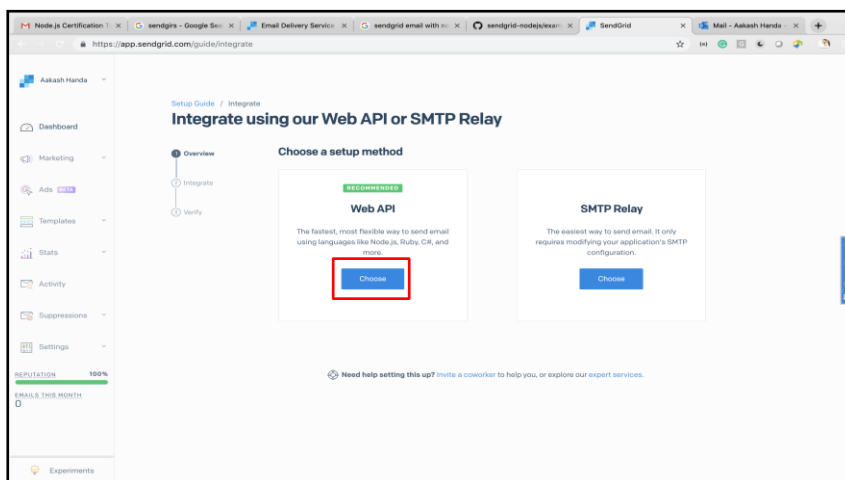 Node.js Certification T
sendgirs - Google Sea
Email Delivery Service
sendgrid email with no
sendgrid-nodejs/exam
SendGrid
Mail - Aakash Handa -
https://app.sendgrid.com/guide/integrate
Aakash Handa
Dashboard
Marketing
Ads BETA
Templates
Stats
Activity
Suppressions
Settings
REPUTATION 100%
EMAILS THIS MONTH
0
Experiments
Setup Guide / Integrate
Integrate using our Web API or SMTP Relay
1 Overview
2 Integrate
3 Verify
Choose a setup method
RECOMMENDED
Web API
The fastest, most flexible way to send email
using languages like Node.js, Ruby, C#, and
more.
Choose
SMTP Relay
The easiest way to send email. It only
requires modifying your application's SMTP
configuration.
Choose
Need help setting this up? Invite a coworker to help you, or explore our expert services.